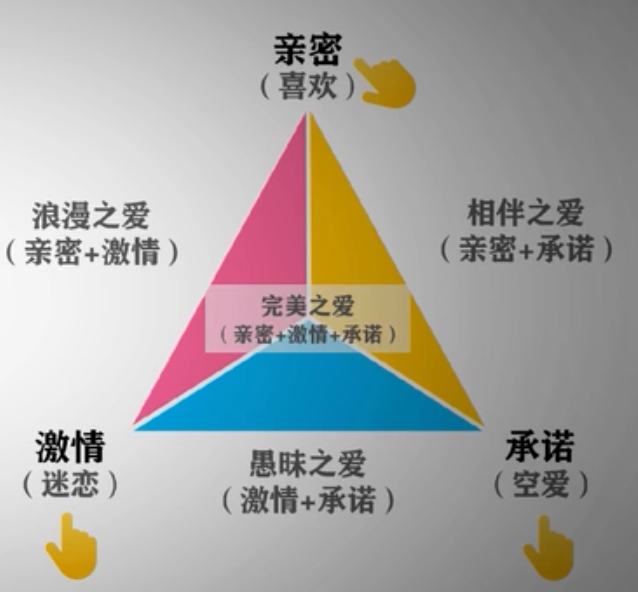 亲密
（喜欢）
浪漫之爱
（亲密+激情）
相伴之爱
（亲密+承诺）
完美之爱
（亲密+激情+承诺）
激情
（迷恋）
愚昧之爱
（激情+承诺）
承诺
（空爱）